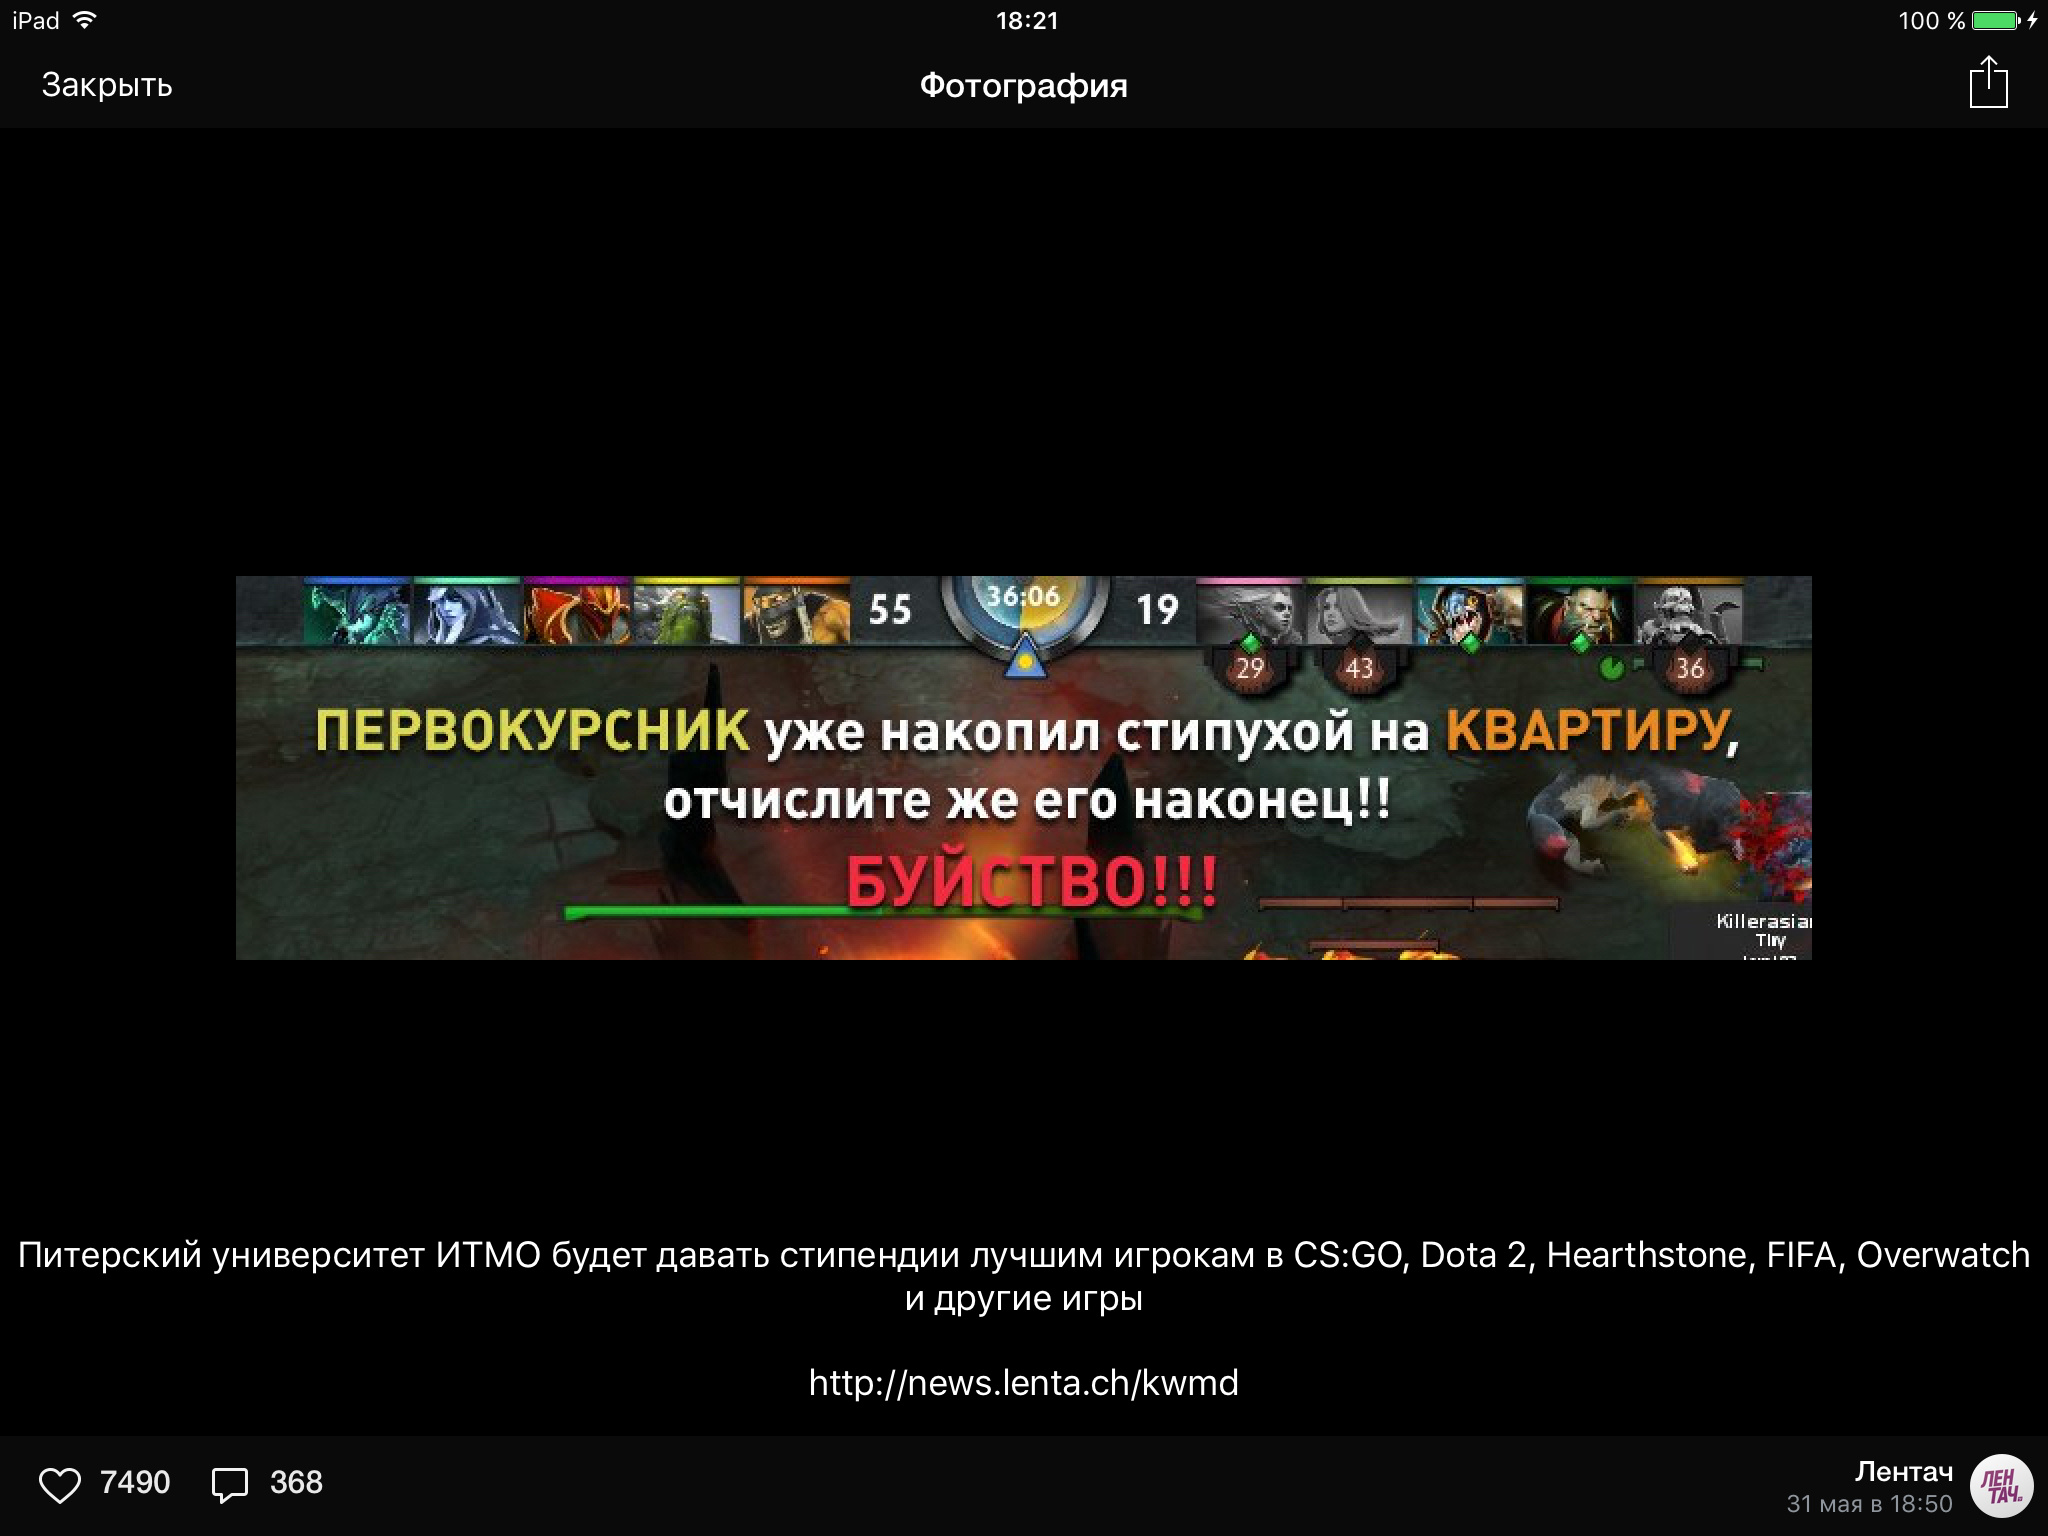 iPad 18:21 100 %
Закрыть Фотография
55 36:06 19
29 43 36
ПЕРВОКУРСНИК уже накопил стипухой на КВАРТИРУ,
отчислите же его наконец!!
БУЙСТВО!!!
Killerasian
Питерский университет ИТМО будет давать стипендии лучшим игрокам в CS:GO, Dota 2, Hearthstone, FIFA, Overwatch
и другие игры
http://news.lenta.ch/kwmd
7490 368 Лентач
31 мая в 18:50
ЛЕН
ТАЧ